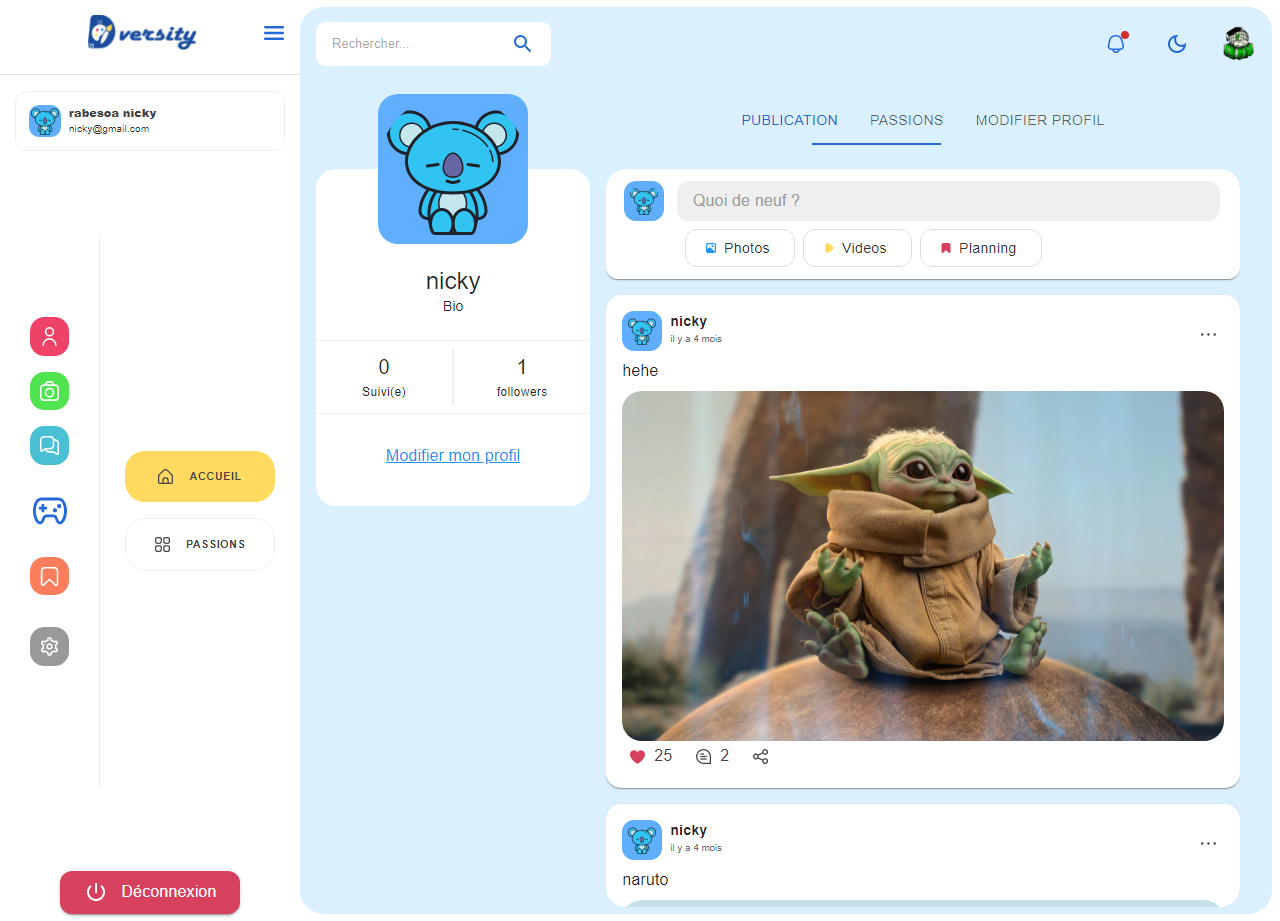 Dversity
rabesoa nicky
nicky@gmail.com
ACCUEIL
PASSIONS
Déconnexion
Rechercher...
nicky
Bio
0
Suivi(e)
1
followers
Modifier mon profil
PUBLICATION PASSIONS MODIFIER PROFIL
Quoi de neuf ?
Photos Videos Planning
nicky
il y a 4 mois
hehe
25 2
nicky
il y a 4 mois
naruto